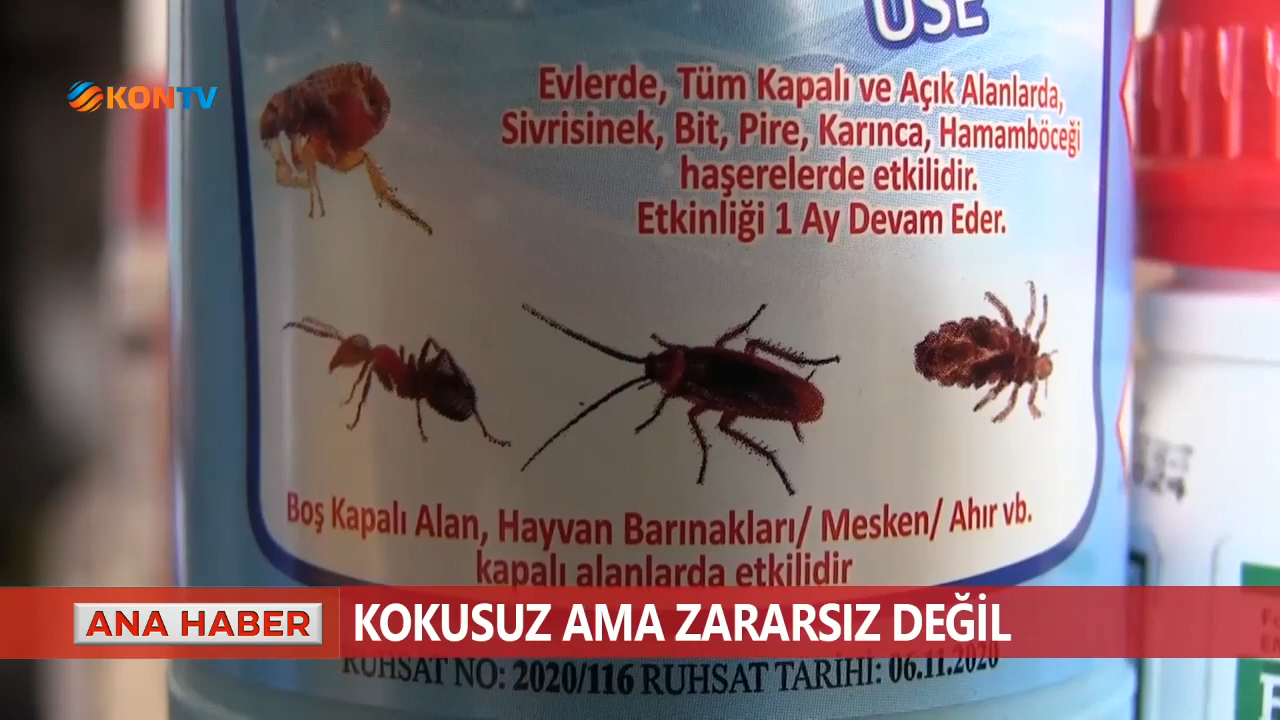 USE
KONTV
Evlerde, Tüm Kapalı ve Açık Alanlarda,
Sivrisinek, Bit, Pire, Karınca, Hamamböceği
haşerelerde etkilidir.
Etkinliği 1 Ay Devam Eder.
Boş Kapalı Alan, Hayvan Barınakları/ Mesken/ Ahır vb.
kapalı alanlarda etkilidir
ANA HABER
KOKUSUZ AMA ZARARSIZ DEĞİL
RUHSAT NO: 2020/116 RUHSAT TARİHİ: 06.11.2020